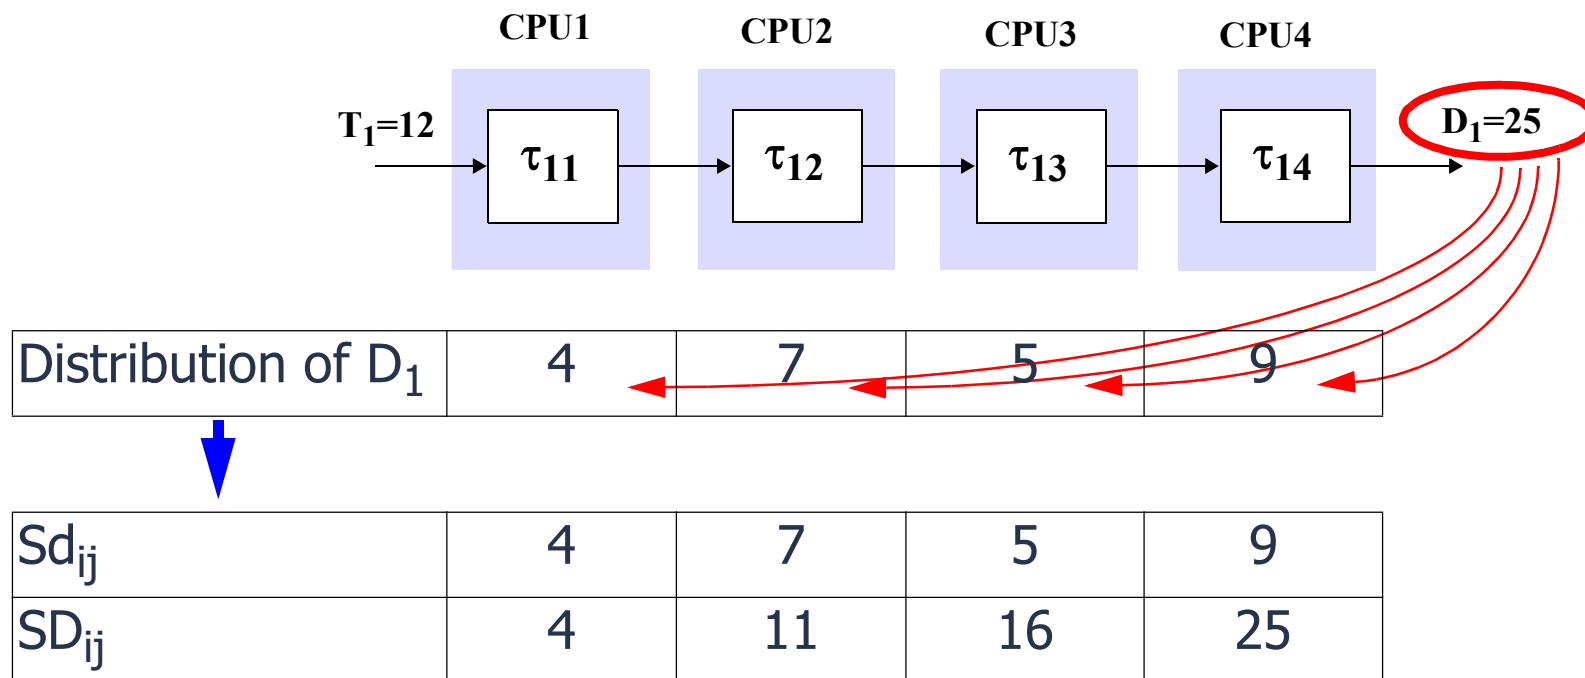 CPU1 CPU2 CPU3 CPU4
T1=12 τ11 τ12 τ13 τ14 D1=25
Distribution of D1 4 7 5 9
Sdij 4 7 5 9
SDij 4 11 16 25